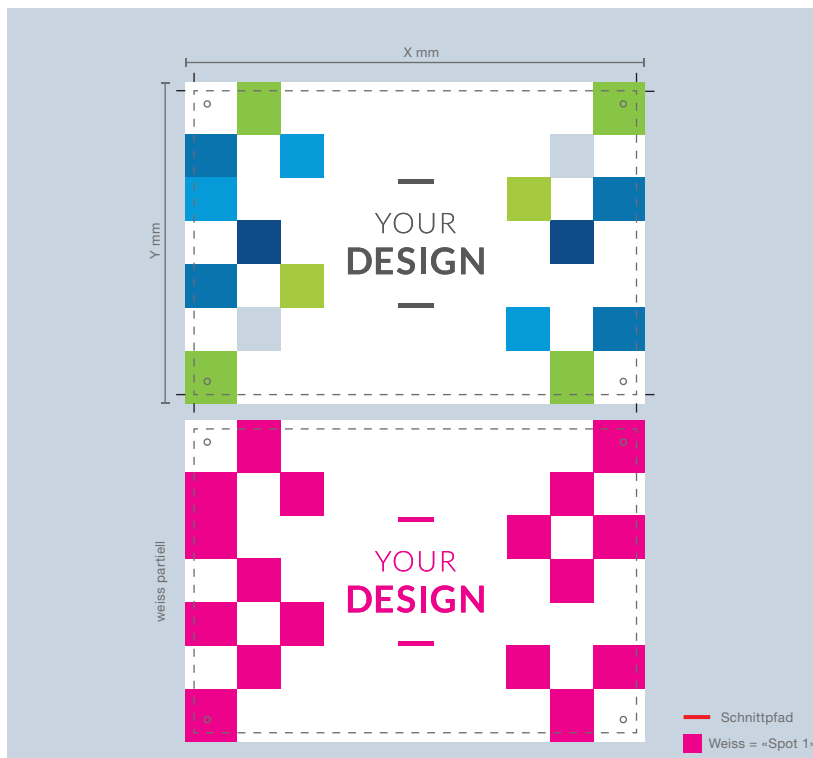 X mm
Y mm
YOUR
DESIGN
weiss partiell
YOUR
DESIGN
Schnittpfad
Weiss = «Spot 1»